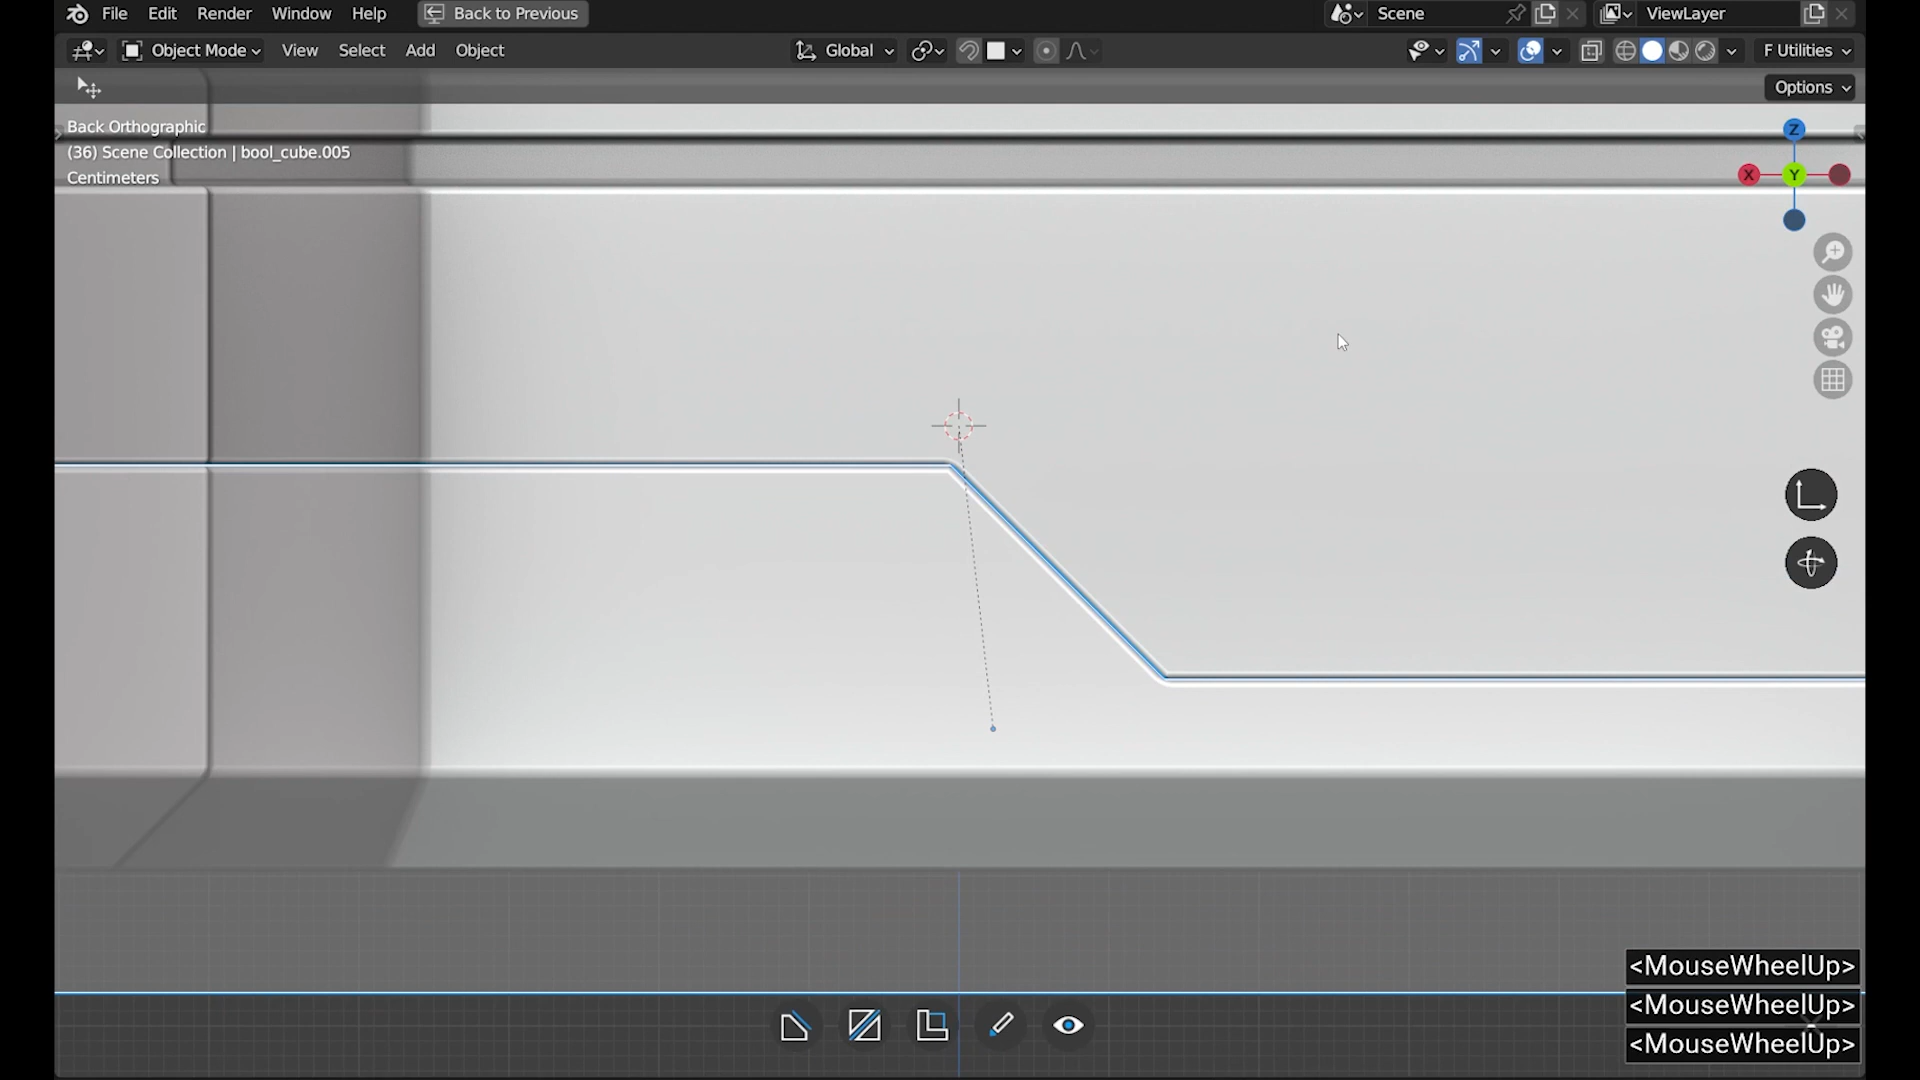 File Edit Render Window Help Back to Previous Scene ViewLayer
Object Mode View Select Add Object Global F Utilities
Options
Back Orthographic
(36) Scene Collection | bool_cube.005
Centimeters
Z
X Y
<MouseWheelUp>
<MouseWheelUp>
<MouseWheelUp>